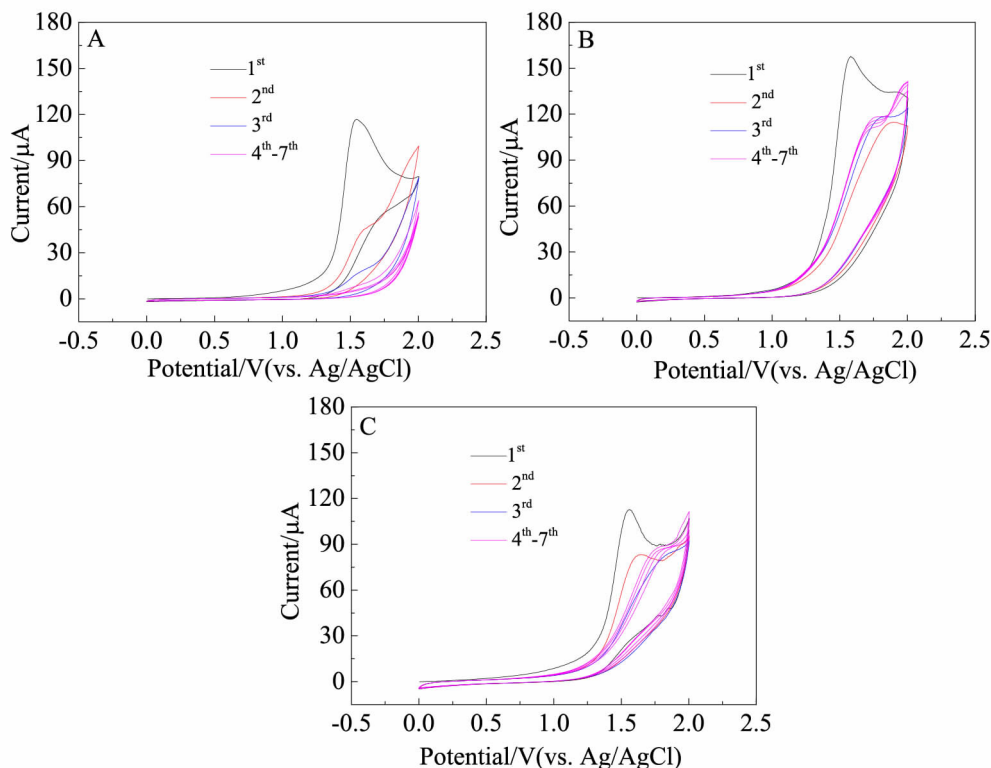 A
180
150
120
90
60
30
0
Current/μA
1st
2nd
3rd
4th-7th
-0.5 0.0 0.5 1.0 1.5 2.0 2.5
Potential/V(vs. Ag/AgCl)
B
180
150
120
90
60
30
0
Current/μA
1st
2nd
3rd
4th-7th
-0.5 0.0 0.5 1.0 1.5 2.0 2.5
Potential/V(vs. Ag/AgCl)
C
180
150
120
90
60
30
0
Current/μA
1st
2nd
3rd
4th-7th
-0.5 0.0 0.5 1.0 1.5 2.0 2.5
Potential/V(vs. Ag/AgCl)